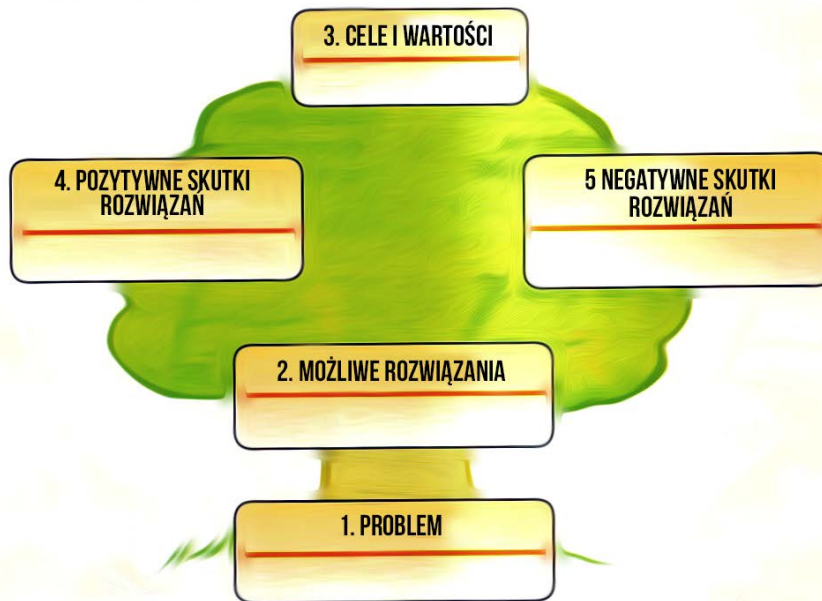 3. CELE I WARTOŚCI
4. POZYTYWNE SKUTKI
ROZWIĄZAŃ
5 NEGATYWNE SKUTKI
ROZWIĄZAŃ
2. MOŻLIWE ROZWIĄZANIA
1. PROBLEM